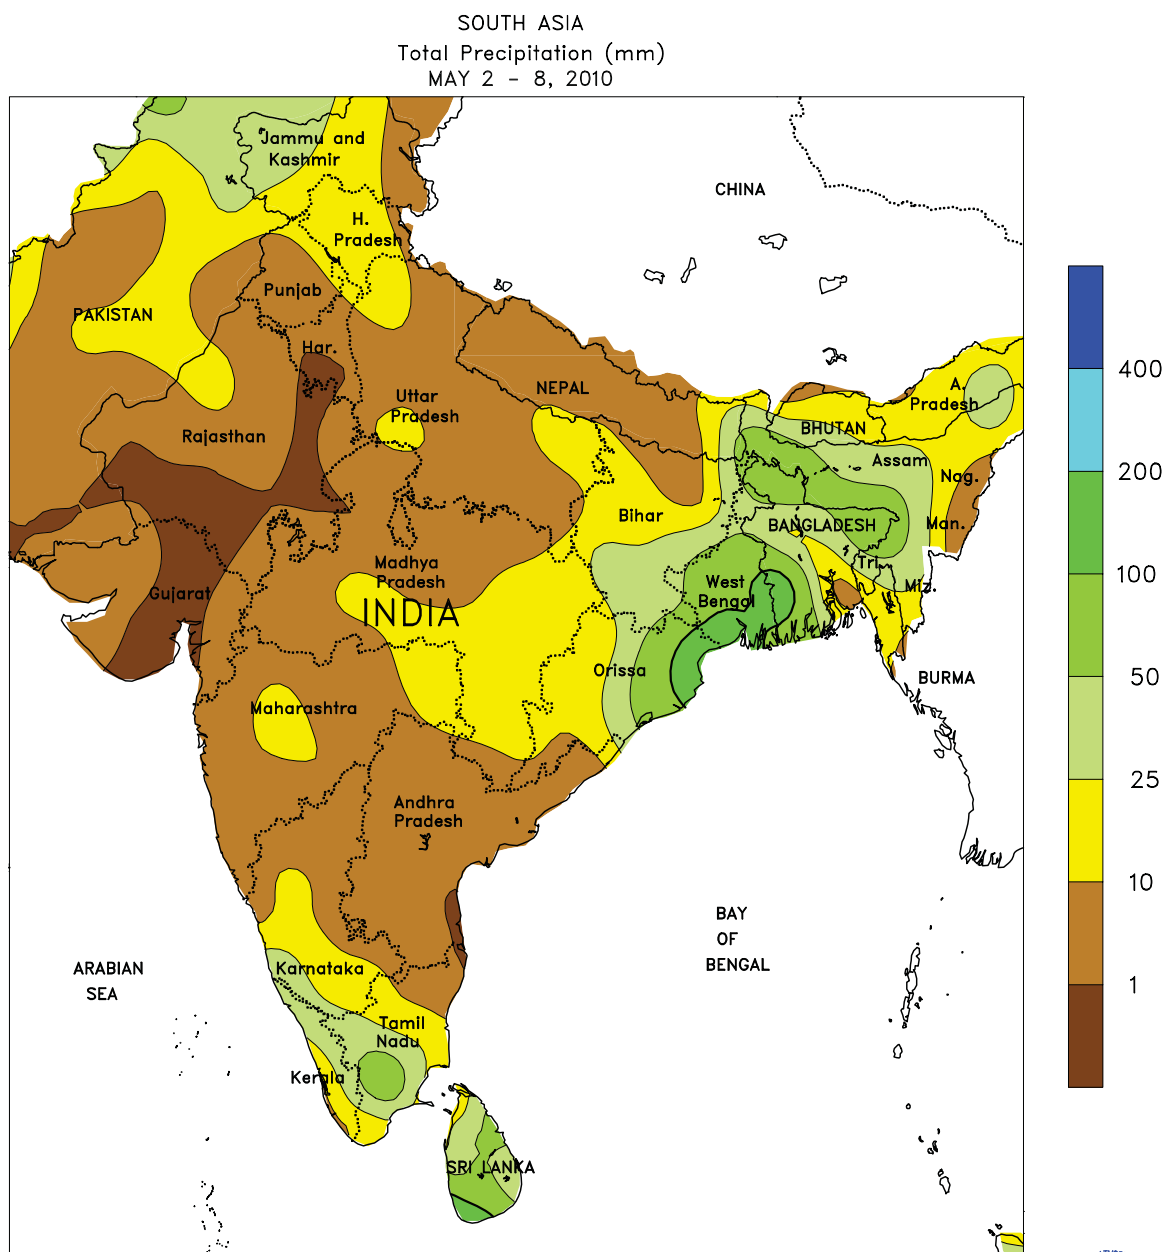 SOUTH ASIA
Total Precipitation (mm)
MAY 2 - 8, 2010
Jammu and
Kashmir
CHINA
H.
Pradesh
Punjab
PAKISTAN
Har.
NEPAL
A.
Pradesh
Uttar
Pradesh
BHUTAN
Rajasthan
Assam
Nag.
Bihar
BANGLADESH
Man.
Madhya
Pradesh
Tri.
West
Bengal
Miz.
Gujarat
INDIA
Orissa
BURMA
Maharashtra
Andhra
Pradesh
BAY
OF
BENGAL
ARABIAN
SEA
Karnataka
Tamil
Nadu
Kerala
SRI LANKA
400
200
100
50
25
10
1